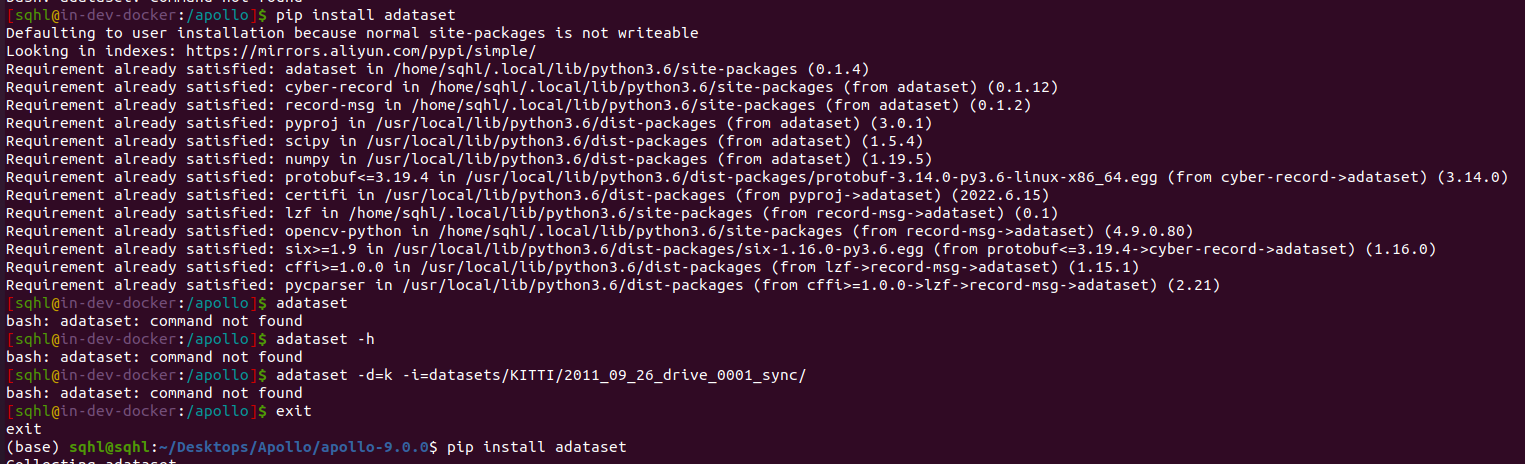 bash: adataset: command not found
[sqhl@in-dev-docker:/apollo]$ pip install adataset
Defaulting to user installation because normal site-packages is not writeable
Looking in indexes: https://mirrors.aliyun.com/pypi/simple/
Requirement already satisfied: adataset in /home/sqhl/.local/lib/python3.6/site-packages (0.1.4)
Requirement already satisfied: cyber-record in /home/sqhl/.local/lib/python3.6/site-packages (from adataset) (0.1.12)
Requirement already satisfied: record-msg in /home/sqhl/.local/lib/python3.6/site-packages (from adataset) (0.1.2)
Requirement already satisfied: pyproj in /usr/local/lib/python3.6/dist-packages (from adataset) (3.0.1)
Requirement already satisfied: scipy in /usr/local/lib/python3.6/dist-packages (from adataset) (1.5.4)
Requirement already satisfied: numpy in /usr/local/lib/python3.6/dist-packages (from adataset) (1.19.5)
Requirement already satisfied: protobuf<=3.19.4 in /usr/local/lib/python3.6/dist-packages/protobuf-3.14.0-py3.6-linux-x86_64.egg (from cyber-record->adataset) (3.14.0)
Requirement already satisfied: certifi in /usr/local/lib/python3.6/dist-packages (from pyproj->adataset) (2022.6.15)
Requirement already satisfied: lzf in /home/sqhl/.local/lib/python3.6/site-packages (from record-msg->adataset) (0.1)
Requirement already satisfied: opencv-python in /home/sqhl/.local/lib/python3.6/site-packages (from record-msg->adataset) (4.9.0.80)
Requirement already satisfied: six>=1.9 in /usr/local/lib/python3.6/dist-packages/six-1.16.0-py3.6.egg (from protobuf<=3.19.4->cyber-record->adataset) (1.16.0)
Requirement already satisfied: cffi>=1.0.0 in /usr/local/lib/python3.6/dist-packages (from lzf->record-msg->adataset) (1.15.1)
Requirement already satisfied: pycparser in /usr/local/lib/python3.6/dist-packages (from cffi>=1.0.0->lzf->record-msg->adataset) (2.21)
[sqhl@in-dev-docker:/apollo]$ adataset
bash: adataset: command not found
[sqhl@in-dev-docker:/apollo]$ adataset -h
bash: adataset: command not found
[sqhl@in-dev-docker:/apollo]$ adataset -d=k -i=datasets/KITTI/2011_09_26_drive_0001_sync/
bash: adataset: command not found
[sqhl@in-dev-docker:/apollo]$ exit
exit
(base) sqhl@sqhl:~/Desktops/Apollo/apollo-9.0.0$ pip install adataset
Collecting adataset